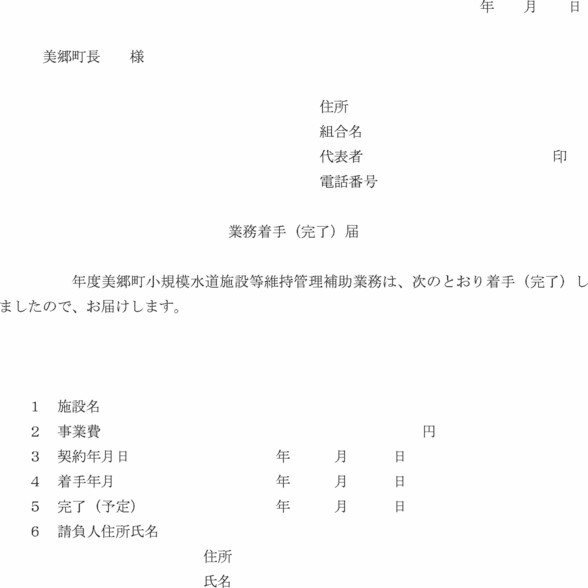 年　　月　　日
美郷町長　　様
住所
組合名
代表者　　　　　　　　　　　　　印
電話番号
業務着手（完了）届
年度美郷町小規模水道施設等維持管理補助業務は、次のとおり着手（完了）し
ましたので、お届けします。
１　施設名
２　事業費　　　　　　　　　　　　　　　　　　　　　　円
３　契約年月日　　　　　　　　　　年　　　月　　　日
４　着手年月　　　　　　　　　　　年　　　月　　　日
５　完了（予定）　　　　　　　　　年　　　月　　　日
６　請負人住所氏名
住所
氏名